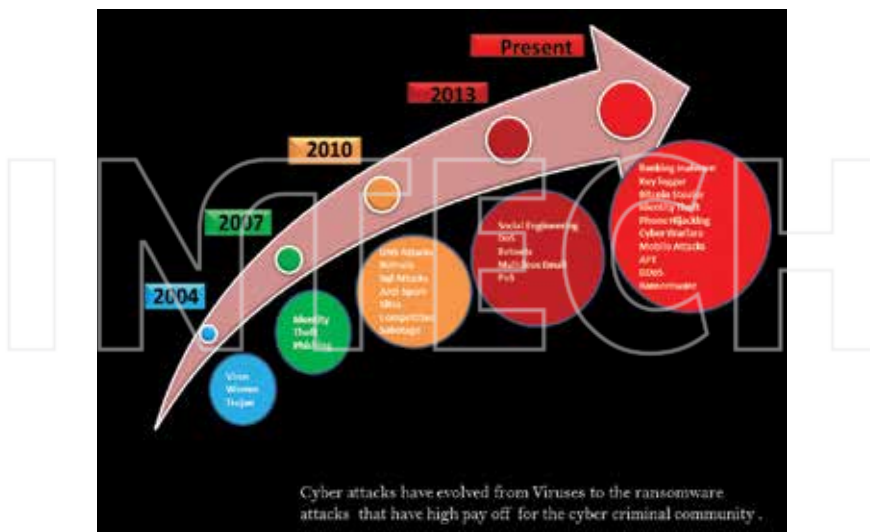 Present
2013
2010
2007
2004
Banking malware
Key logger
Bitcoin Stealer
Identity Theft
Phone Hijacking
Cyber Warfare
Mobile Attacks
APT
DDoS
Ransomware
Social Engineering
DoS
Botnets
Malicious Email
PoS
DNS Attacks
Botnets
Sql Attacks
Anti Spam
Sites
Competition
Sabotage
Identity
Theft
Phishing
Virus
Worms
Trojan
INTECH
Cyber attacks have evolved from Viruses to the ransomware
attacks that have high pay off for the cyber criminal community .